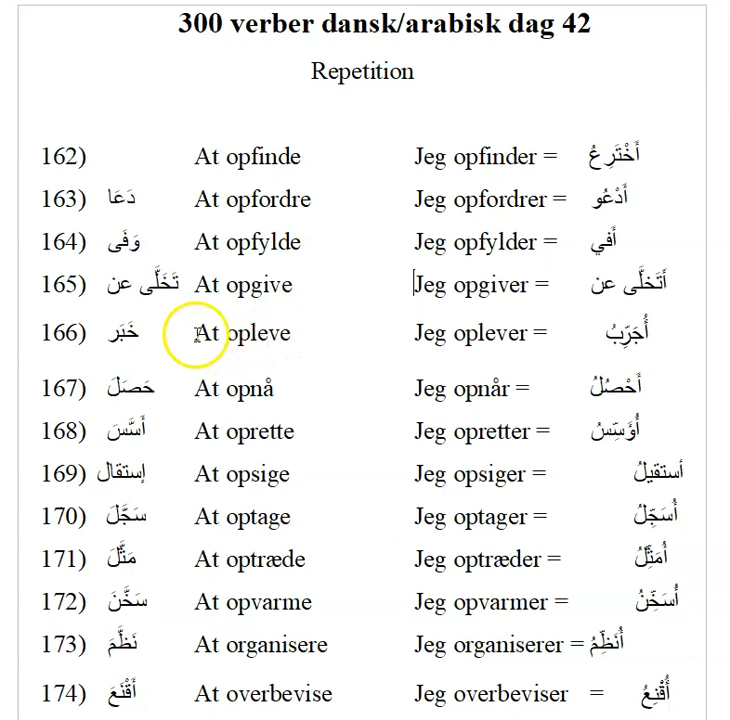 300 verber dansk/arabisk dag 42
Repetition
162) At opfinde Jeg opfinder = أَخْتَرِعُ
163) دَعَا At opfordre Jeg opfordrer = أَدْعُو
164) وَفَى At opfylde Jeg opfylder = أَفي
165) تَخَلَّى عن At opgive Jeg opgiver = أَتَخلَّى عن
166) خَبَر At opleve Jeg oplever = أُجَرِّبُ
167) حَصَلَ At opnå Jeg opnår = أَحْصُلُ
168) أَسَّسَ At oprette Jeg opretter = أُؤَسِّسُ
169) إستقال At opsige Jeg opsiger = أستقيلُ
170) سَجَّلَ At optage Jeg optager = أُسَجِّلُ
171) مَثَّلَ At optræde Jeg optræder = أُمَثِّلُ
172) سَخَّنَ At opvarme Jeg opvarmer = أُسَخِّنُ
173) نَظَّمَ At organisere Jeg organiserer = أُنَظِّمُ
174) أَقْنَعَ At overbevise Jeg overbeviser = أُقْنِعُ